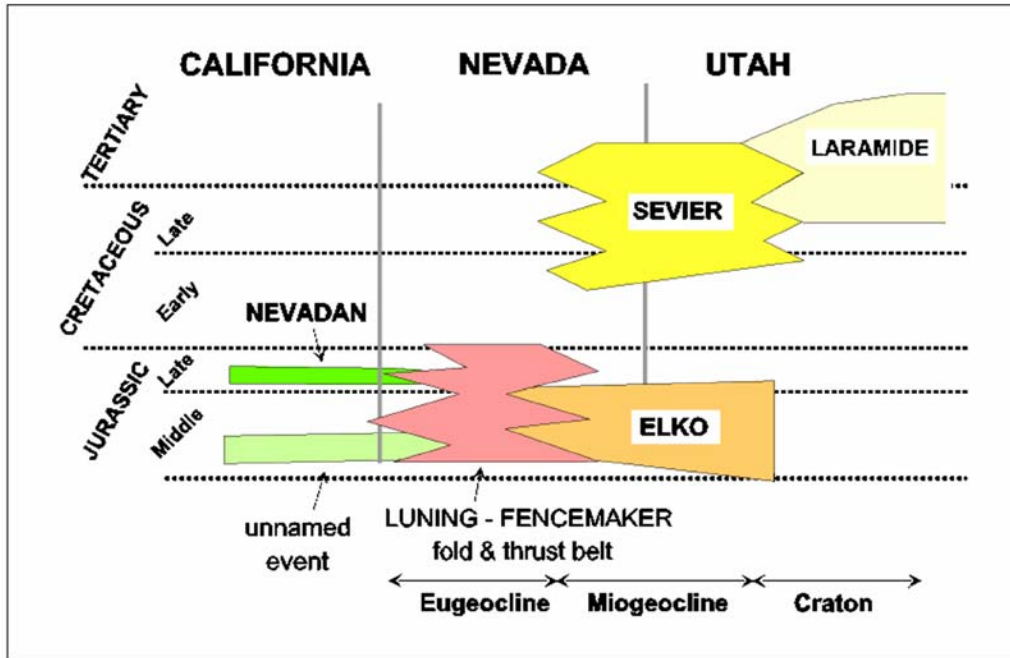 CALIFORNIA NEVADA UTAH
TERTIARY
LARAMIDE
CRETACEOUS
Late
SEVIER
Early
NEVADAN
JURASSIC
Late
Middle
ELKO
unnamed
event
LUNING - FENCEMAKER
fold & thrust belt
Eugeocline Miogeocline Craton